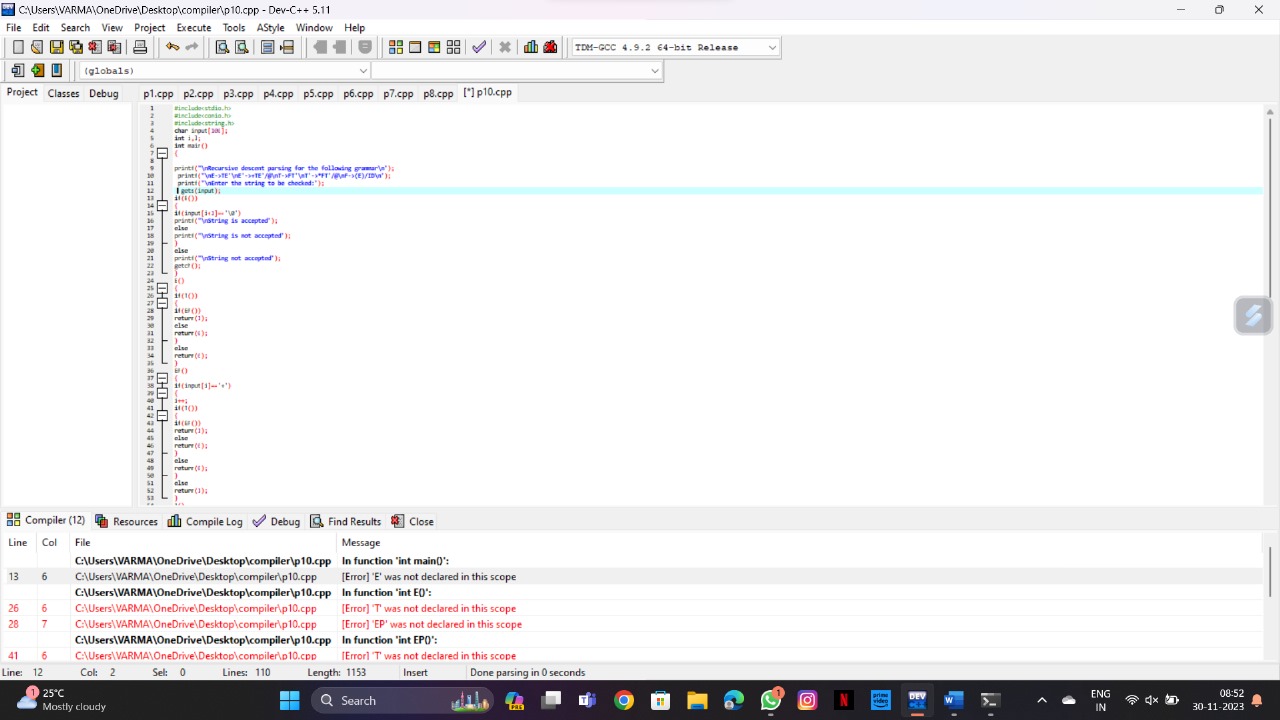 C:\Users\VARMA\OneDrive\Desktop\compiler\p10.cpp - Dev-C++ 5.11
File Edit Search View Project Execute Tools AStyle Window Help
TDM-GCC 4.9.2 64-bit Release
(globals)
Project Classes Debug p1.cpp p2.cpp p3.cpp p4.cpp p5.cpp p6.cpp p7.cpp p8.cpp [*] p10.cpp
1 #include<stdio.h>
2 #include<conio.h>
3 #include<string.h>
4 char input[100];
5 int i,l;
6 int main()
7 {
8
9 printf("\nRecursive descent parsing for the following grammar\n");
10 printf("\nE->TE'\nE'->+TE'/@\nT->FT'\nT'->*FT'/@\nF->(E)/ID\n");
11 printf("\nEnter the string to be checked:");
12 gets(input);
13 if(E())
14 {
15 if(input[i+1]=='\0')
16 printf("\nString is accepted");
17 else
18 printf("\nString is not accepted");
19 }
20 else
21 printf("\nString not accepted");
22 getch();
23 }
24 E()
25 {
26 if(T())
27 {
28 if(EP())
29 return(1);
30 else
31 return(0);
32 }
33 else
34 return(0);
35 }
36 EP()
37 {
38 if(input[i]=='+')
39 {
40 i++;
41 if(T())
42 {
43 if(EP())
44 return(1);
45 else
46 return(0);
47 }
48 else
49 return(0);
50 }
51 else
52 return(1);
53 }
Compiler (12) Resources Compile Log Debug Find Results Close
Line Col File Message
C:\Users\VARMA\OneDrive\Desktop\compiler\p10.cpp In function 'int main()':
13 6 C:\Users\VARMA\OneDrive\Desktop\compiler\p10.cpp [Error] 'E' was not declared in this scope
C:\Users\VARMA\OneDrive\Desktop\compiler\p10.cpp In function 'int E()':
26 6 C:\Users\VARMA\OneDrive\Desktop\compiler\p10.cpp [Error] 'T' was not declared in this scope
28 7 C:\Users\VARMA\OneDrive\Desktop\compiler\p10.cpp [Error] 'EP' was not declared in this scope
C:\Users\VARMA\OneDrive\Desktop\compiler\p10.cpp In function 'int EP()':
41 6 C:\Users\VARMA\OneDrive\Desktop\compiler\p10.cpp [Error] 'T' was not declared in this scope
Line: 12 Col: 2 Sel: 0 Lines: 110 Length: 1153 Insert Done parsing in 0 seconds
1 25°C
Mostly cloudy
Search
PRE
1
N
prime video
DEV
ENG
IN
08:52
30-11-2023